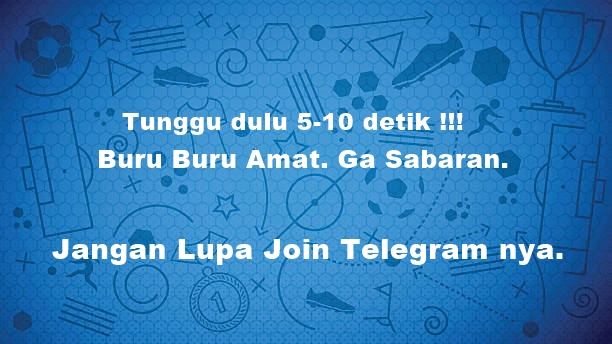 Tunggu dulu 5-10 detik !!!
Buru Buru Amat. Ga Sabaran.
Jangan Lupa Join Telegram nya.